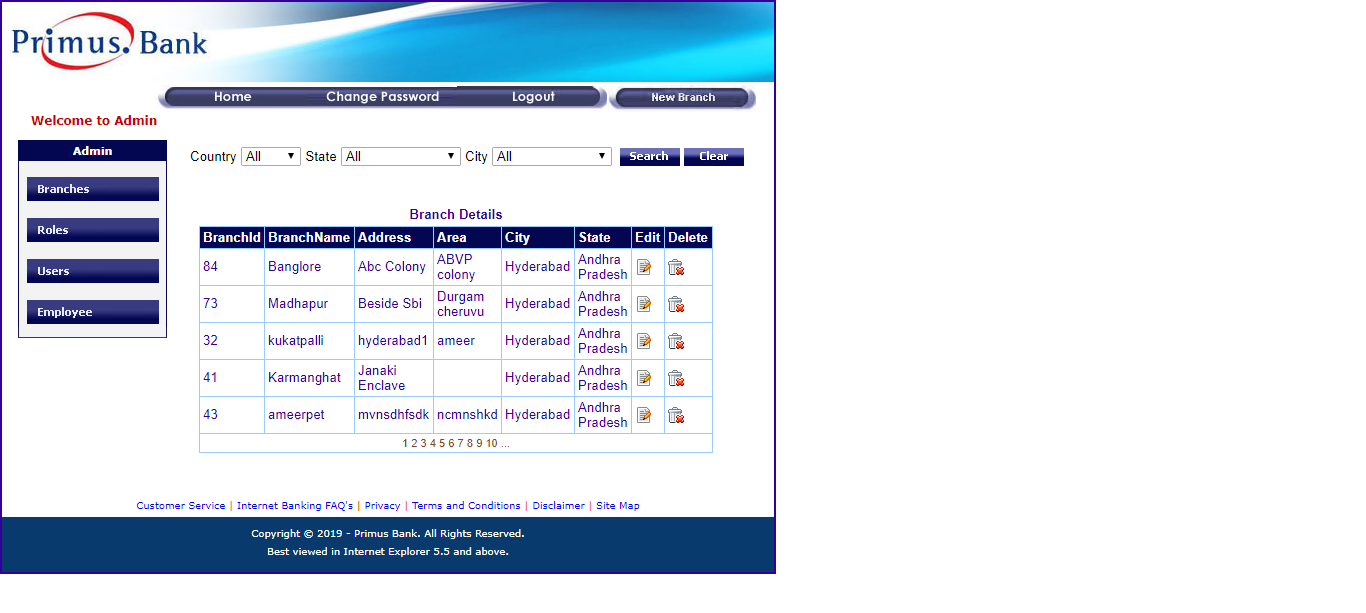 Primus. Bank
Home Change Password Logout New Branch
Welcome to Admin
Admin
Branches
Roles
Users
Employee
Country All State All City All Search Clear
Branch Details
BranchId BranchName Address Area City State Edit Delete
84 Banglore Abc Colony ABVP colony Hyderabad Andhra Pradesh
73 Madhapur Beside Sbi Durgam cheruvu Hyderabad Andhra Pradesh
32 kukatpalli hyderabad1 ameer Hyderabad Andhra Pradesh
41 Karmanghat Janaki Enclave Hyderabad Andhra Pradesh
43 ameerpet mvnsdhfsdk ncmnshkd Hyderabad Andhra Pradesh
1 2 3 4 5 6 7 8 9 10 ...
Customer Service | Internet Banking FAQ's | Privacy | Terms and Conditions | Disclaimer | Site Map
Copyright © 2019 - Primus Bank. All Rights Reserved.
Best viewed in Internet Explorer 5.5 and above.